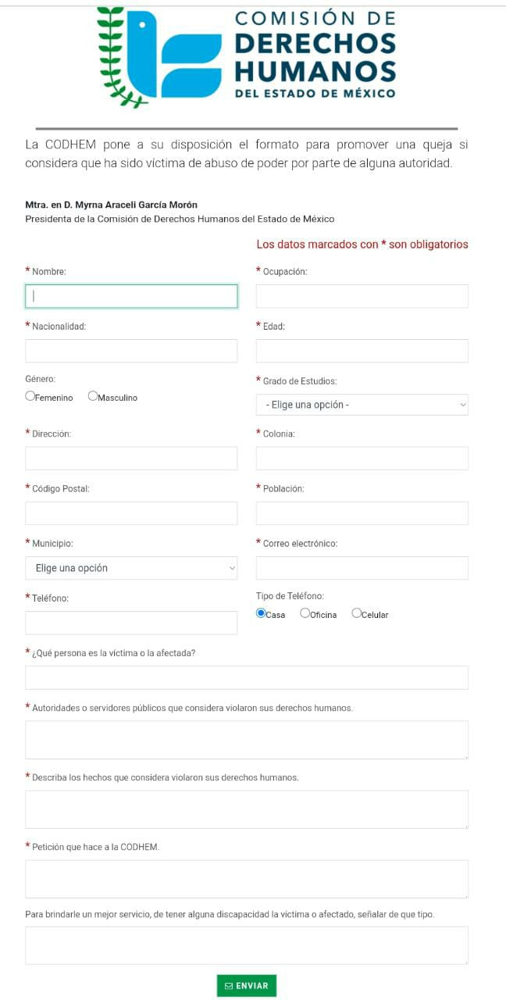 COMISIÓN DE
DERECHOS
HUMANOS
DEL ESTADO DE MÉXICO
La CODHEM pone a su disposición el formato para promover una queja si
considera que ha sido víctima de abuso de poder por parte de alguna autoridad.
Mtra. en D. Myrna Araceli García Morón
Presidenta de la Comisión de Derechos Humanos del Estado de México
Los datos marcados con * son obligatorios
* Nombre:
* Ocupación:
* Nacionalidad:
* Edad:
Género:
Femenino Masculino
* Grado de Estudios:
- Elige una opción -
* Dirección:
* Colonia:
* Código Postal:
* Población:
* Municipio:
Elige una opción
* Correo electrónico:
* Teléfono:
Tipo de Teléfono:
Casa Oficina Celular
* ¿Qué persona es la víctima o la afectada?
* Autoridades o servidores públicos que considera violaron sus derechos humanos.
* Describa los hechos que considera violaron sus derechos humanos.
* Petición que hace a la CODHEM.
Para brindarle un mejor servicio, de tener alguna discapacidad la víctima o afectado, señalar de que tipo.
ENVIAR